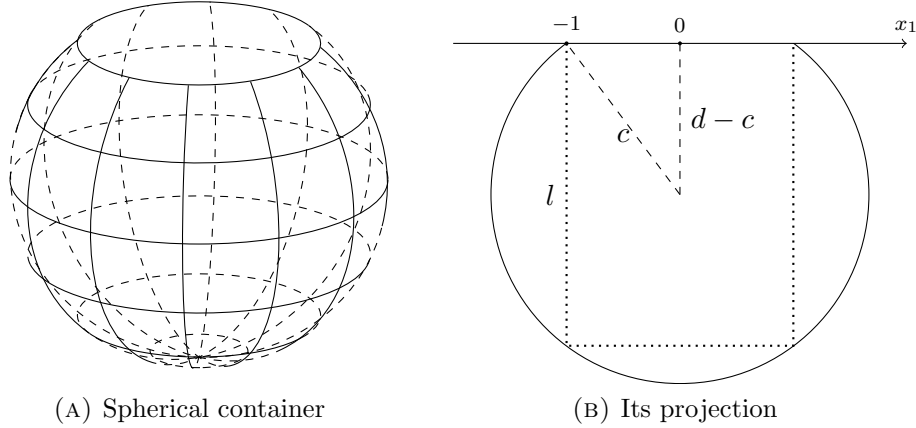 −1
0
x₁
c
d − c
l
(A) Spherical container
(B) Its projection